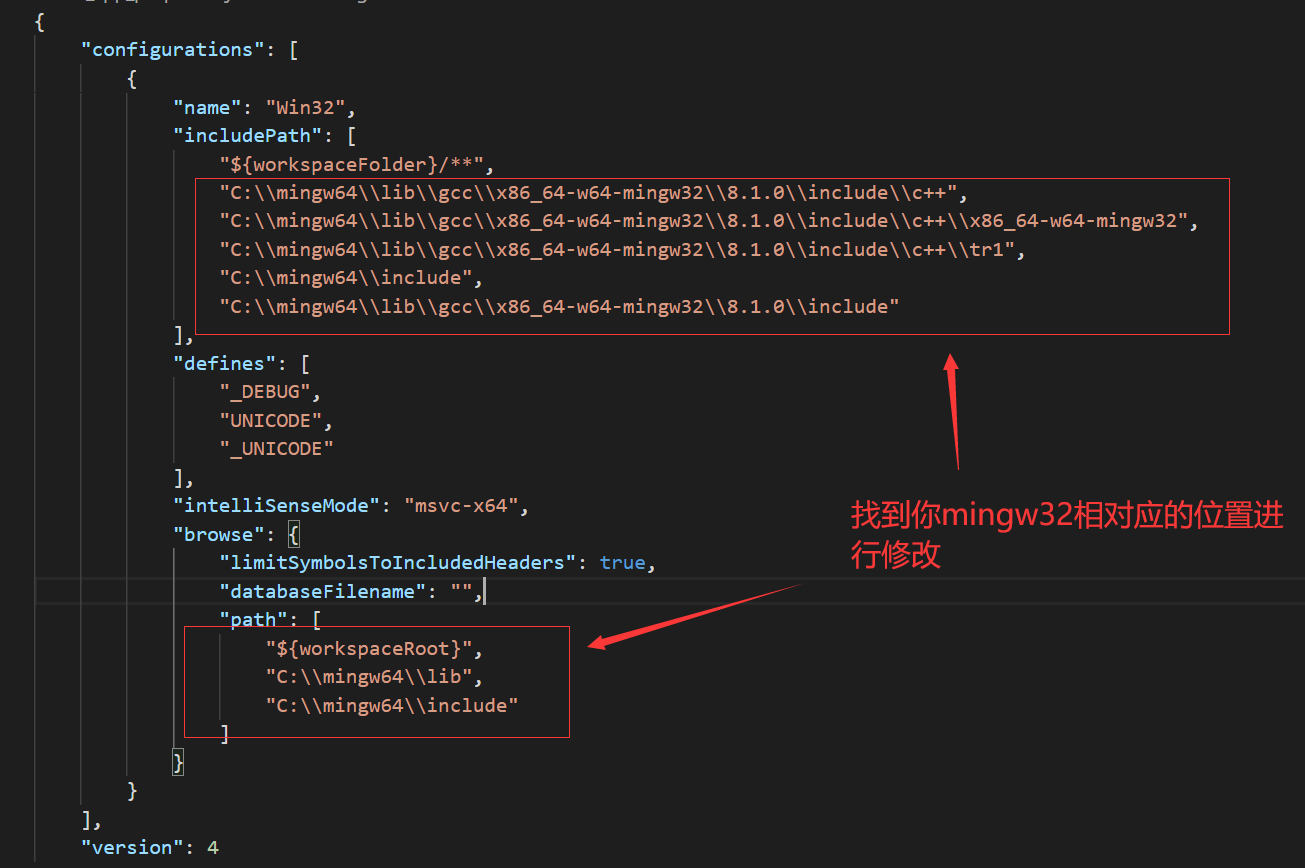 {
"configurations": [
{
"name": "Win32",
"includePath": [
"${workspaceFolder}/**",
"C:\\mingw64\\lib\\gcc\\x86_64-w64-mingw32\\8.1.0\\include\\c++",
"C:\\mingw64\\lib\\gcc\\x86_64-w64-mingw32\\8.1.0\\include\\c++\\x86_64-w64-mingw32",
"C:\\mingw64\\lib\\gcc\\x86_64-w64-mingw32\\8.1.0\\include\\c++\\tr1",
"C:\\mingw64\\include",
"C:\\mingw64\\lib\\gcc\\x86_64-w64-mingw32\\8.1.0\\include"
],
"defines": [
"_DEBUG",
"UNICODE",
"_UNICODE"
],
"intelliSenseMode": "msvc-x64",
"browse": {
"limitSymbolsToIncludedHeaders": true,
"databaseFilename": "",
"path": [
"${workspaceRoot}",
"C:\\mingw64\\lib",
"C:\\mingw64\\include"
]
}
}
],
"version": 4
找到你mingw32相对应的位置进
行修改